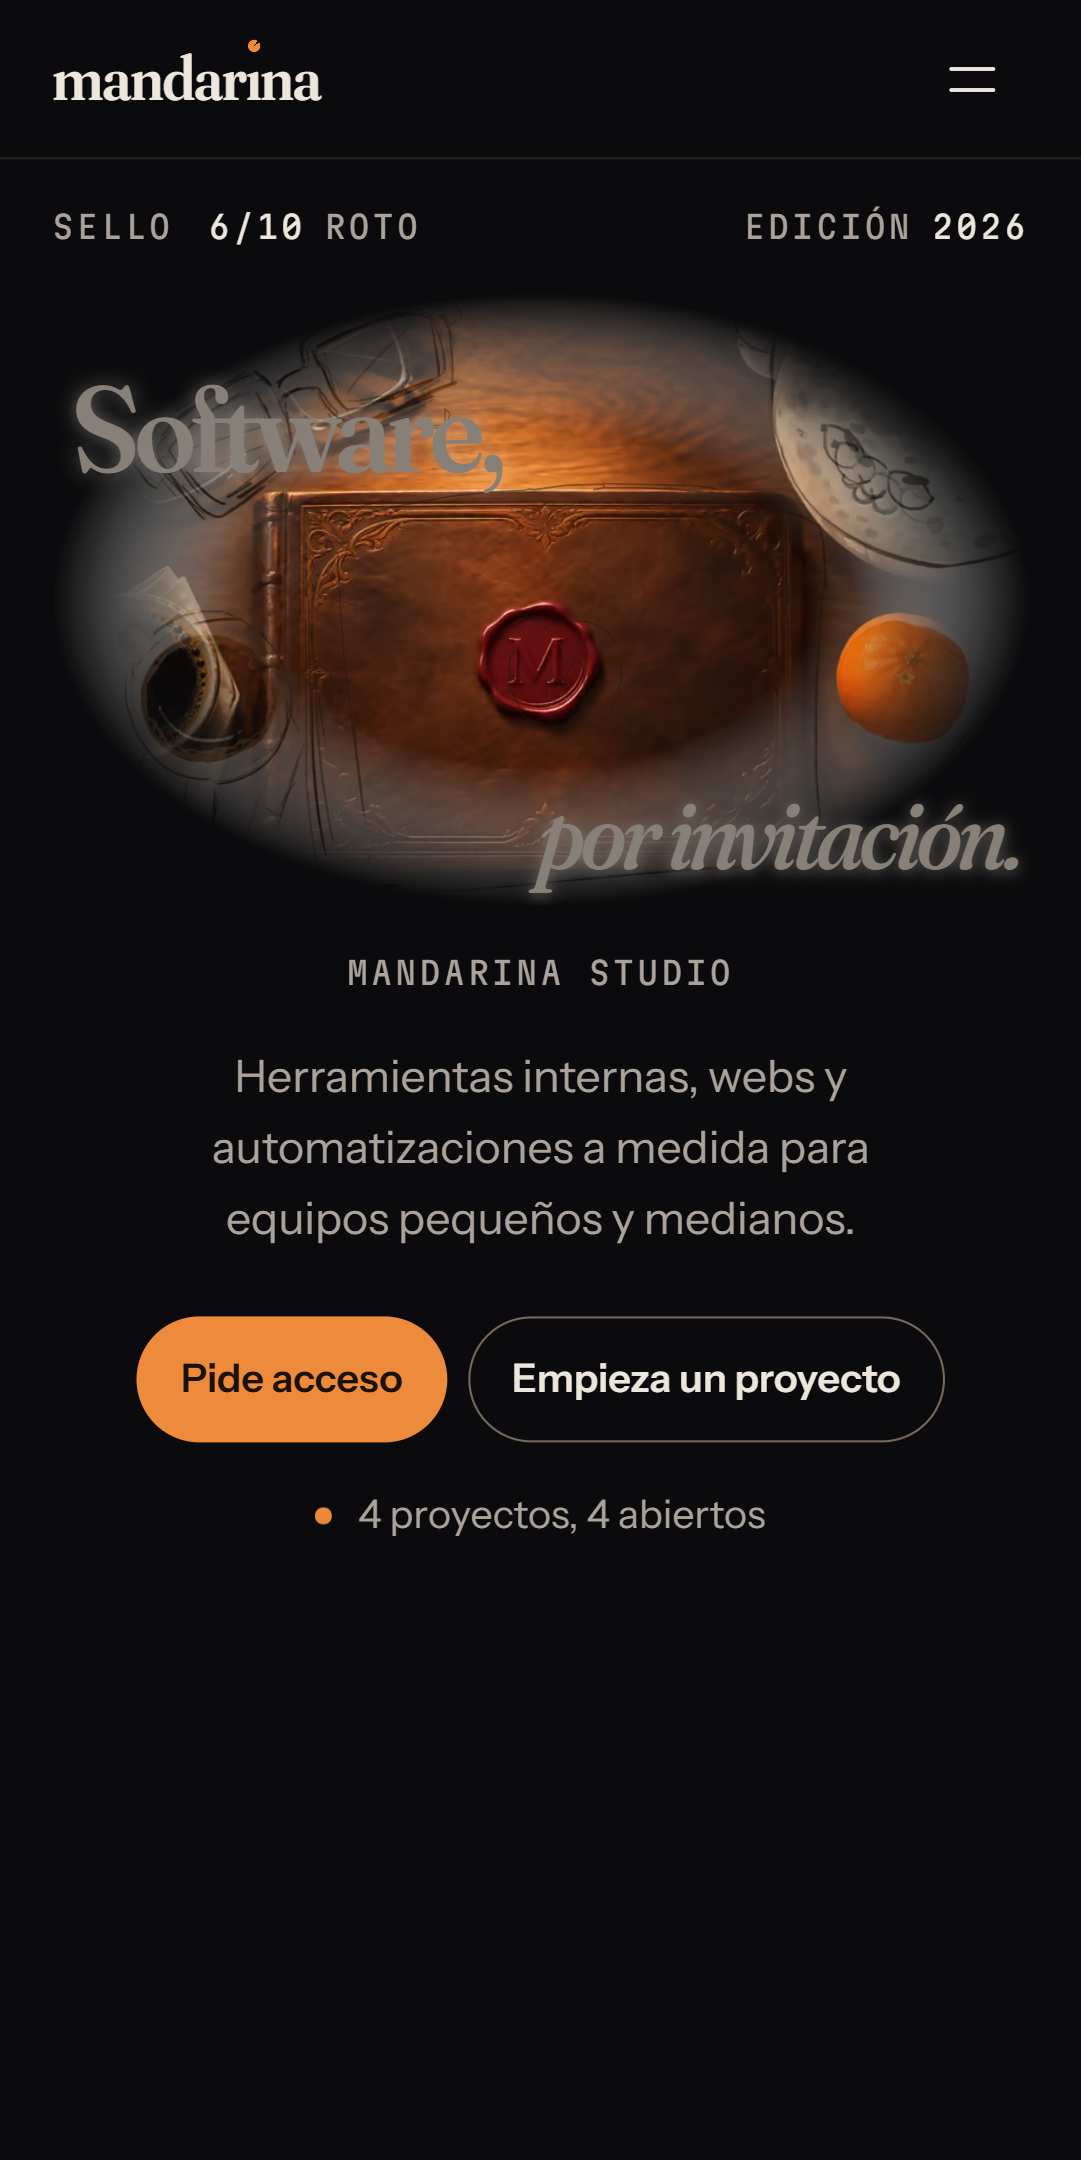 mandarina
SELLO 6/10 ROTO
EDICIÓN 2026
Software,
M
por invitación.
MANDARINA STUDIO
Herramientas internas, webs y
automatizaciones a medida para
equipos pequeños y medianos.
Pide acceso
Empieza un proyecto
4 proyectos, 4 abiertos